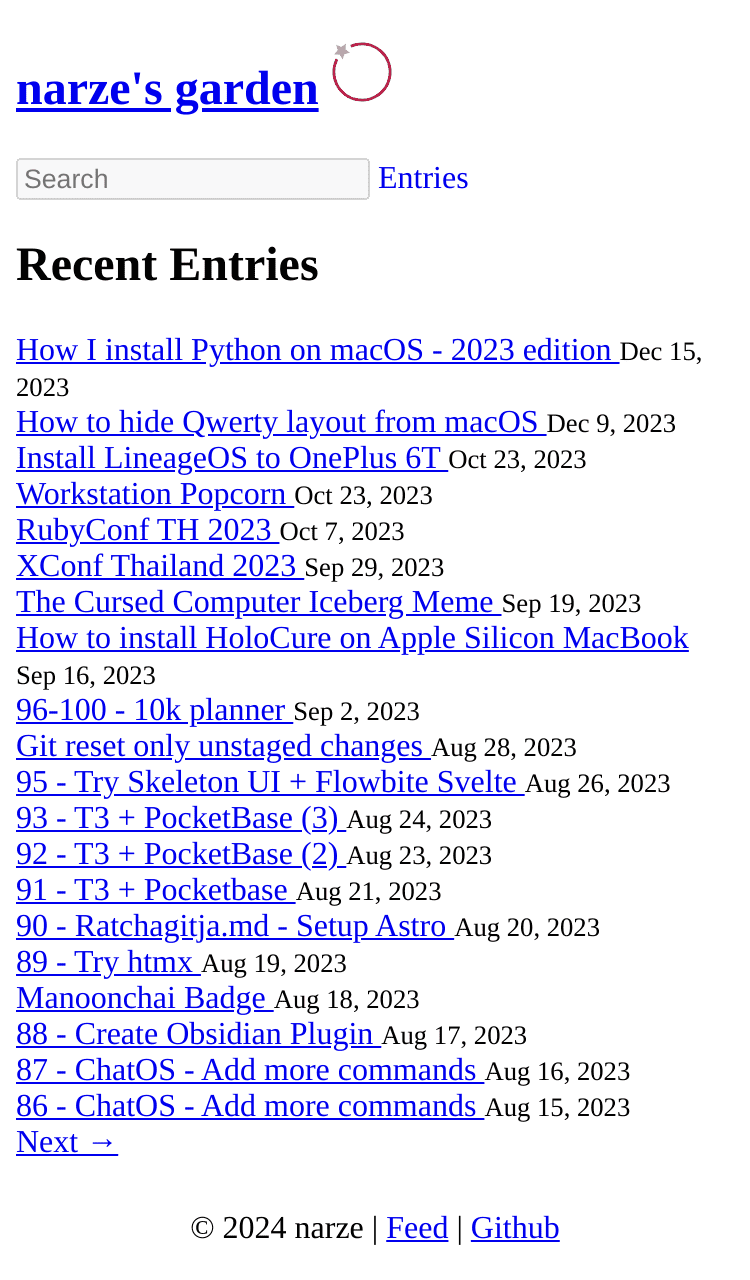 narze's garden
Search Entries
Recent Entries
How I install Python on macOS - 2023 edition Dec 15,
2023
How to hide Qwerty layout from macOS Dec 9, 2023
Install LineageOS to OnePlus 6T Oct 23, 2023
Workstation Popcorn Oct 23, 2023
RubyConf TH 2023 Oct 7, 2023
XConf Thailand 2023 Sep 29, 2023
The Cursed Computer Iceberg Meme Sep 19, 2023
How to install HoloCure on Apple Silicon MacBook
Sep 16, 2023
96-100 - 10k planner Sep 2, 2023
Git reset only unstaged changes Aug 28, 2023
95 - Try Skeleton UI + Flowbite Svelte Aug 26, 2023
93 - T3 + PocketBase (3) Aug 24, 2023
92 - T3 + PocketBase (2) Aug 23, 2023
91 - T3 + Pocketbase Aug 21, 2023
90 - Ratchagitja.md - Setup Astro Aug 20, 2023
89 - Try htmx Aug 19, 2023
Manoonchai Badge Aug 18, 2023
88 - Create Obsidian Plugin Aug 17, 2023
87 - ChatOS - Add more commands Aug 16, 2023
86 - ChatOS - Add more commands Aug 15, 2023
Next →
© 2024 narze | Feed | Github